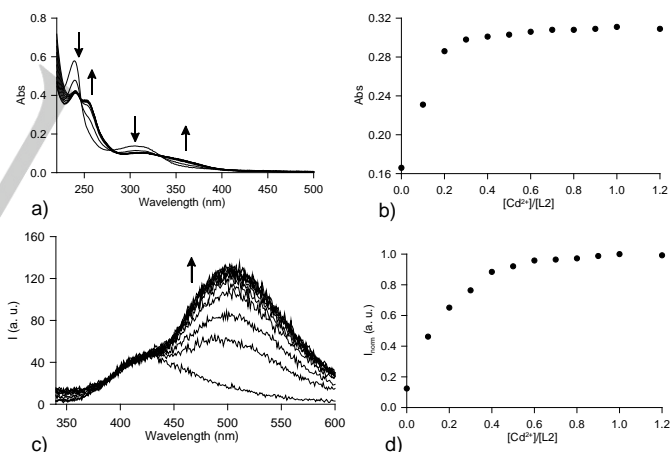 0.8
0.6
0.4
0.2
0.0
Abs
250 300 350 400 450 500
Wavelength (nm)
a)
0.32
0.28
0.24
0.20
0.16
Abs
0.0 0.2 0.4 0.6 0.8 1.0 1.2
[Cd²⁺]/[L2]
b)
160
120
80
40
0
I (a. u.)
350 400 450 500 550 600
Wavelength (nm)
c)
1.0
0.8
0.6
0.4
0.2
0.0
Inorm (a. u.)
0.0 0.2 0.4 0.6 0.8 1.0 1.2
[Cd²⁺]/[L2]
d)